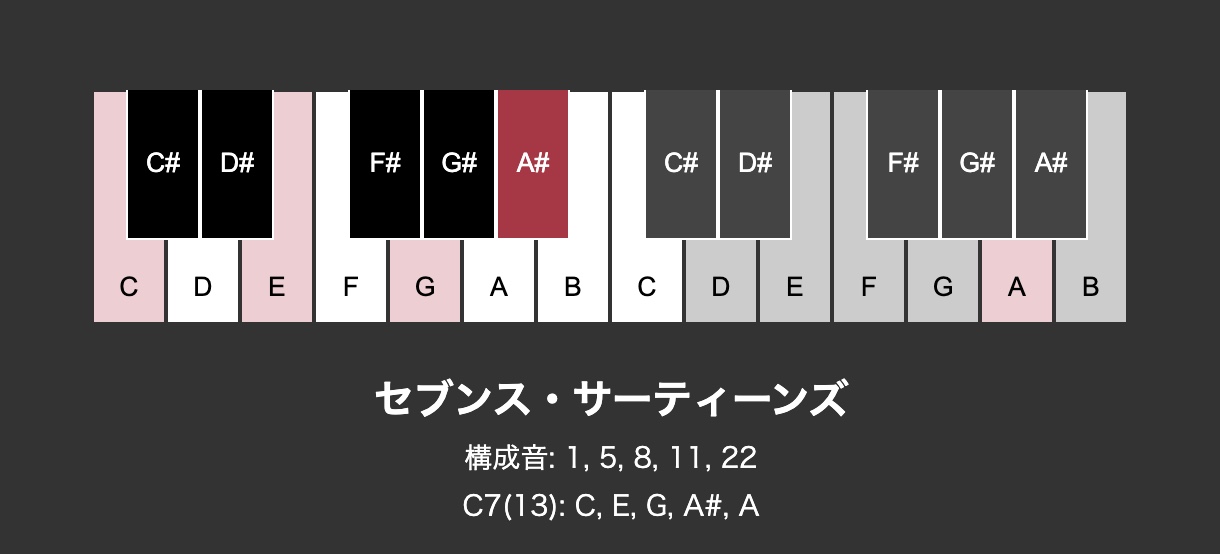 C# D# F# G# A# C# D# F# G# A#
C D E F G A B C D E F G A B
セブンス・サーティーンズ
構成音: 1, 5, 8, 11, 22
C7(13): C, E, G, A#, A